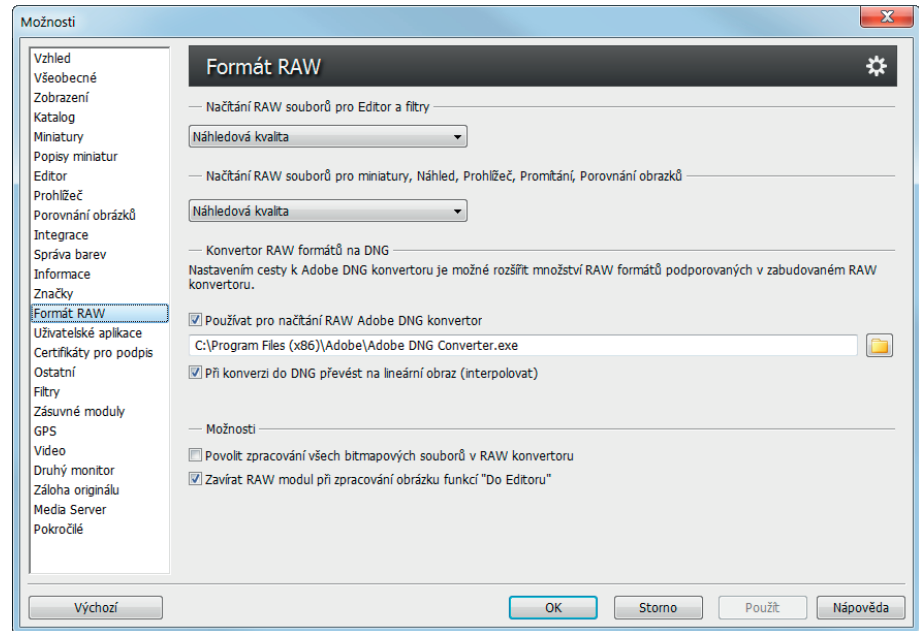 Možnosti
Vzhled
Všeobecné
Zobrazení
Katalog
Miniatury
Popisy miniatur
Editor
Prohlížeč
Porovnání obrázků
Integrace
Správa barev
Informace
Značky
Formát RAW
Uživatelské aplikace
Certifikáty pro podpis
Ostatní
Filtry
Zásuvné moduly
GPS
Video
Druhý monitor
Záloha originálu
Media Server
Pokročilé
Formát RAW
Načítání RAW souborů pro Editor a filtry
Náhledová kvalita
Načítání RAW souborů pro miniatury, Náhled, Prohlížeč, Promítání, Porovnání obrazků
Náhledová kvalita
Konvertor RAW formátů na DNG
Nastavením cesty k Adobe DNG konvertoru je možné rozšířit množství RAW formátů podporovaných v zabudovaném RAW
konvertoru.
Používat pro načítání RAW Adobe DNG konvertor
C:\Program Files (x86)\Adobe\Adobe DNG Converter.exe
Při konverzi do DNG převést na lineární obraz (interpolovat)
Možnosti
Povolit zpracování všech bitmapových souborů v RAW konvertoru
Zavírat RAW modul při zpracování obrázku funkcí "Do Editoru"
Výchozí
OK
Storno
Použít
Nápověda